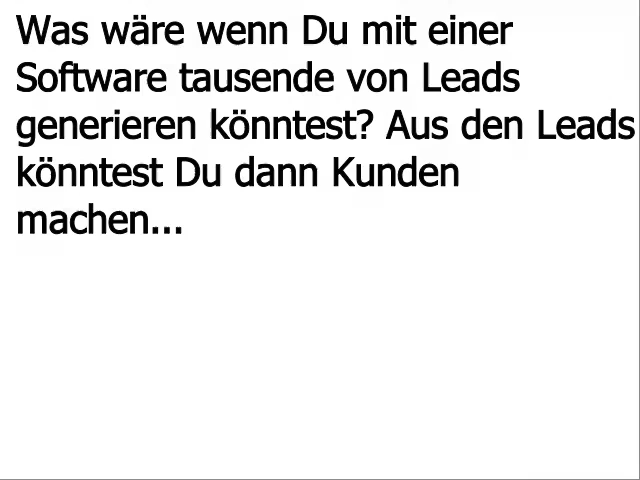 Was wäre wenn Du mit einer
Software tausende von Leads
generieren könntest? Aus den Leads
könntest Du dann Kunden
machen...